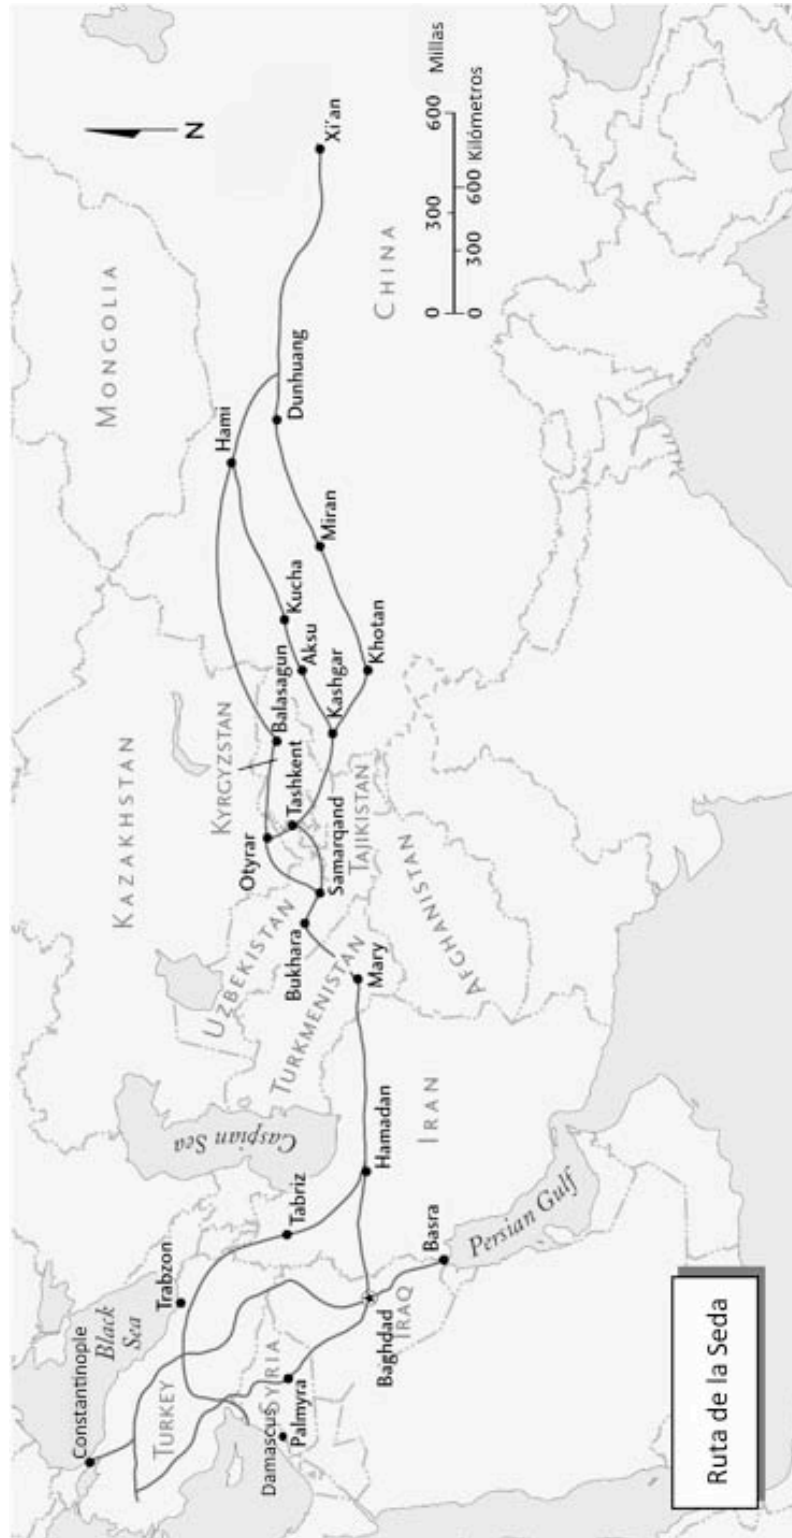 Constantinople
Black
Sea
Trabzon
TURKEY
Damascus
SYRIA
Palmyra
Tabriz
Caspian Sea
Baghdad
IRAQ
Basra
Persian Gulf
Hamadan
IRAN
KAZAKHSTAN
UZBEKISTAN
TURKMENISTAN
Bukhara
Mary
Otyrar
Samarqand
Tashkent
KYRGYZSTAN
TAJIKISTAN
AFGHANISTAN
Balasagun
Kashgar
Aksu
Kucha
Khotan
Miran
Hami
MONGOLIA
Dunhuang
Xi'an
CHINA
N
0 300 600 Millas
0 300 600 Kilómetros
Ruta de la Seda